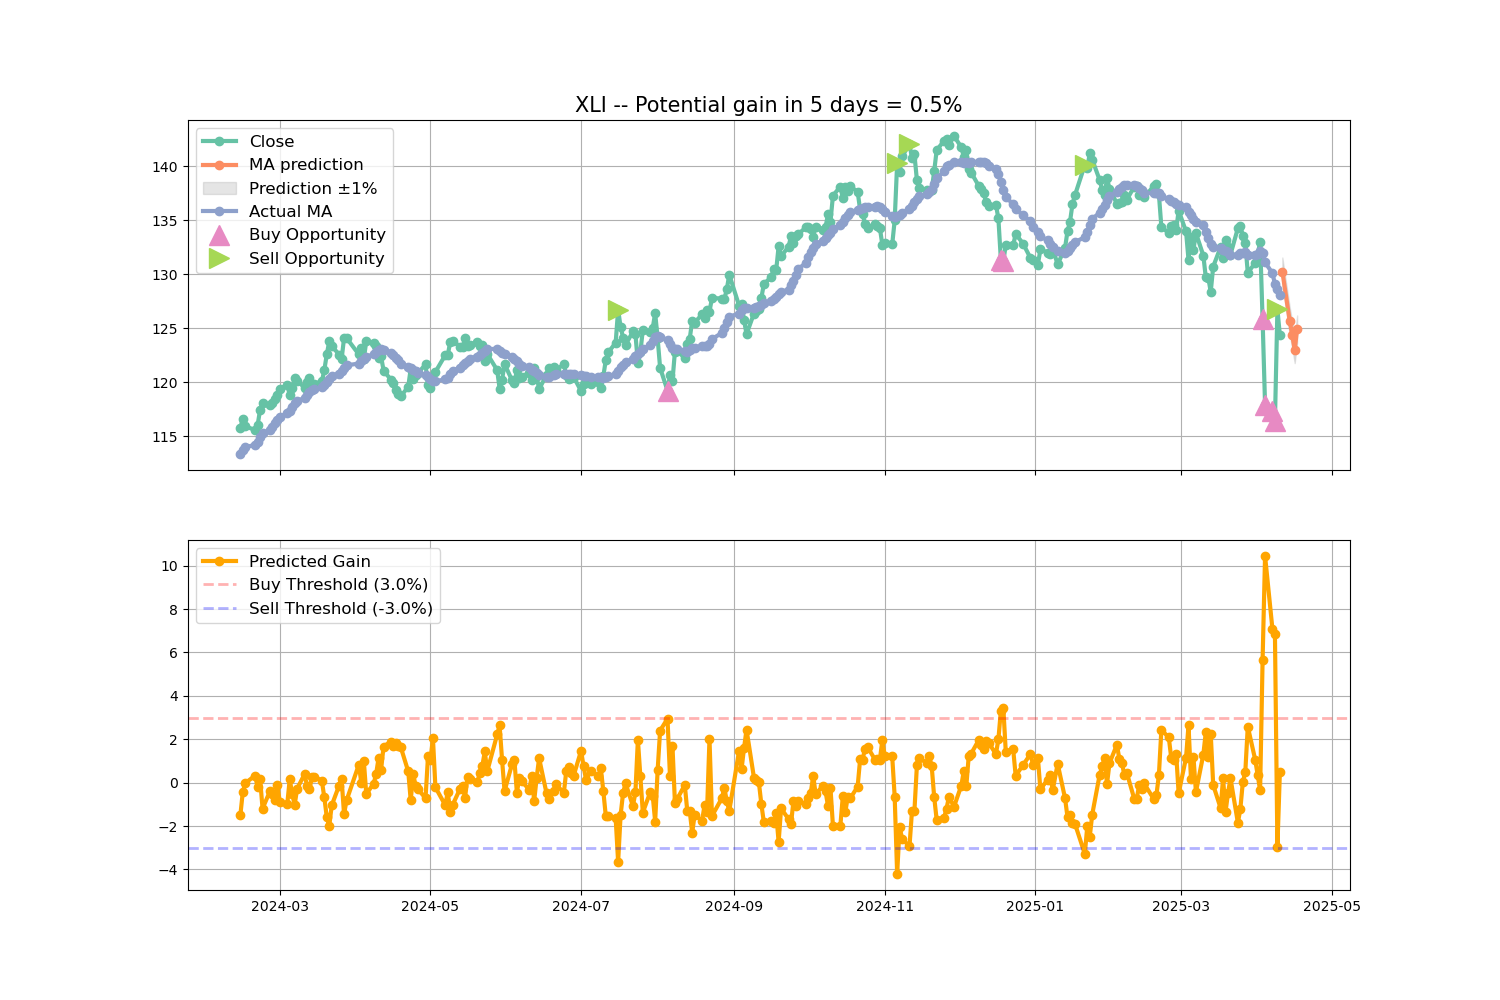 XLI -- Potential gain in 5 days = 0.5%
Close
MA prediction
Prediction ±1%
Actual MA
Buy Opportunity
Sell Opportunity
140
135
130
125
120
115
Predicted Gain
Buy Threshold (3.0%)
Sell Threshold (-3.0%)
10
8
6
4
2
0
−2
−4
2024-03 2024-05 2024-07 2024-09 2024-11 2025-01 2025-03 2025-05